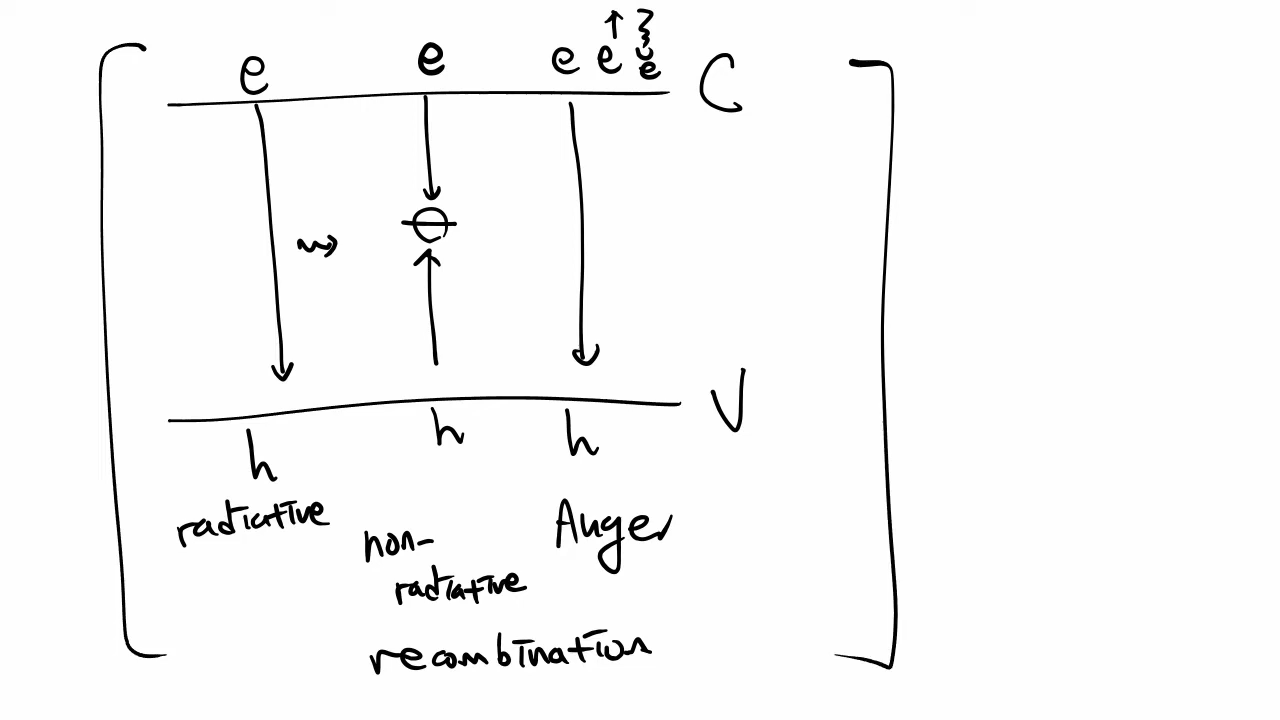 e e e e e C
h h h V
radiative
non-
radiative
Auger
recombination